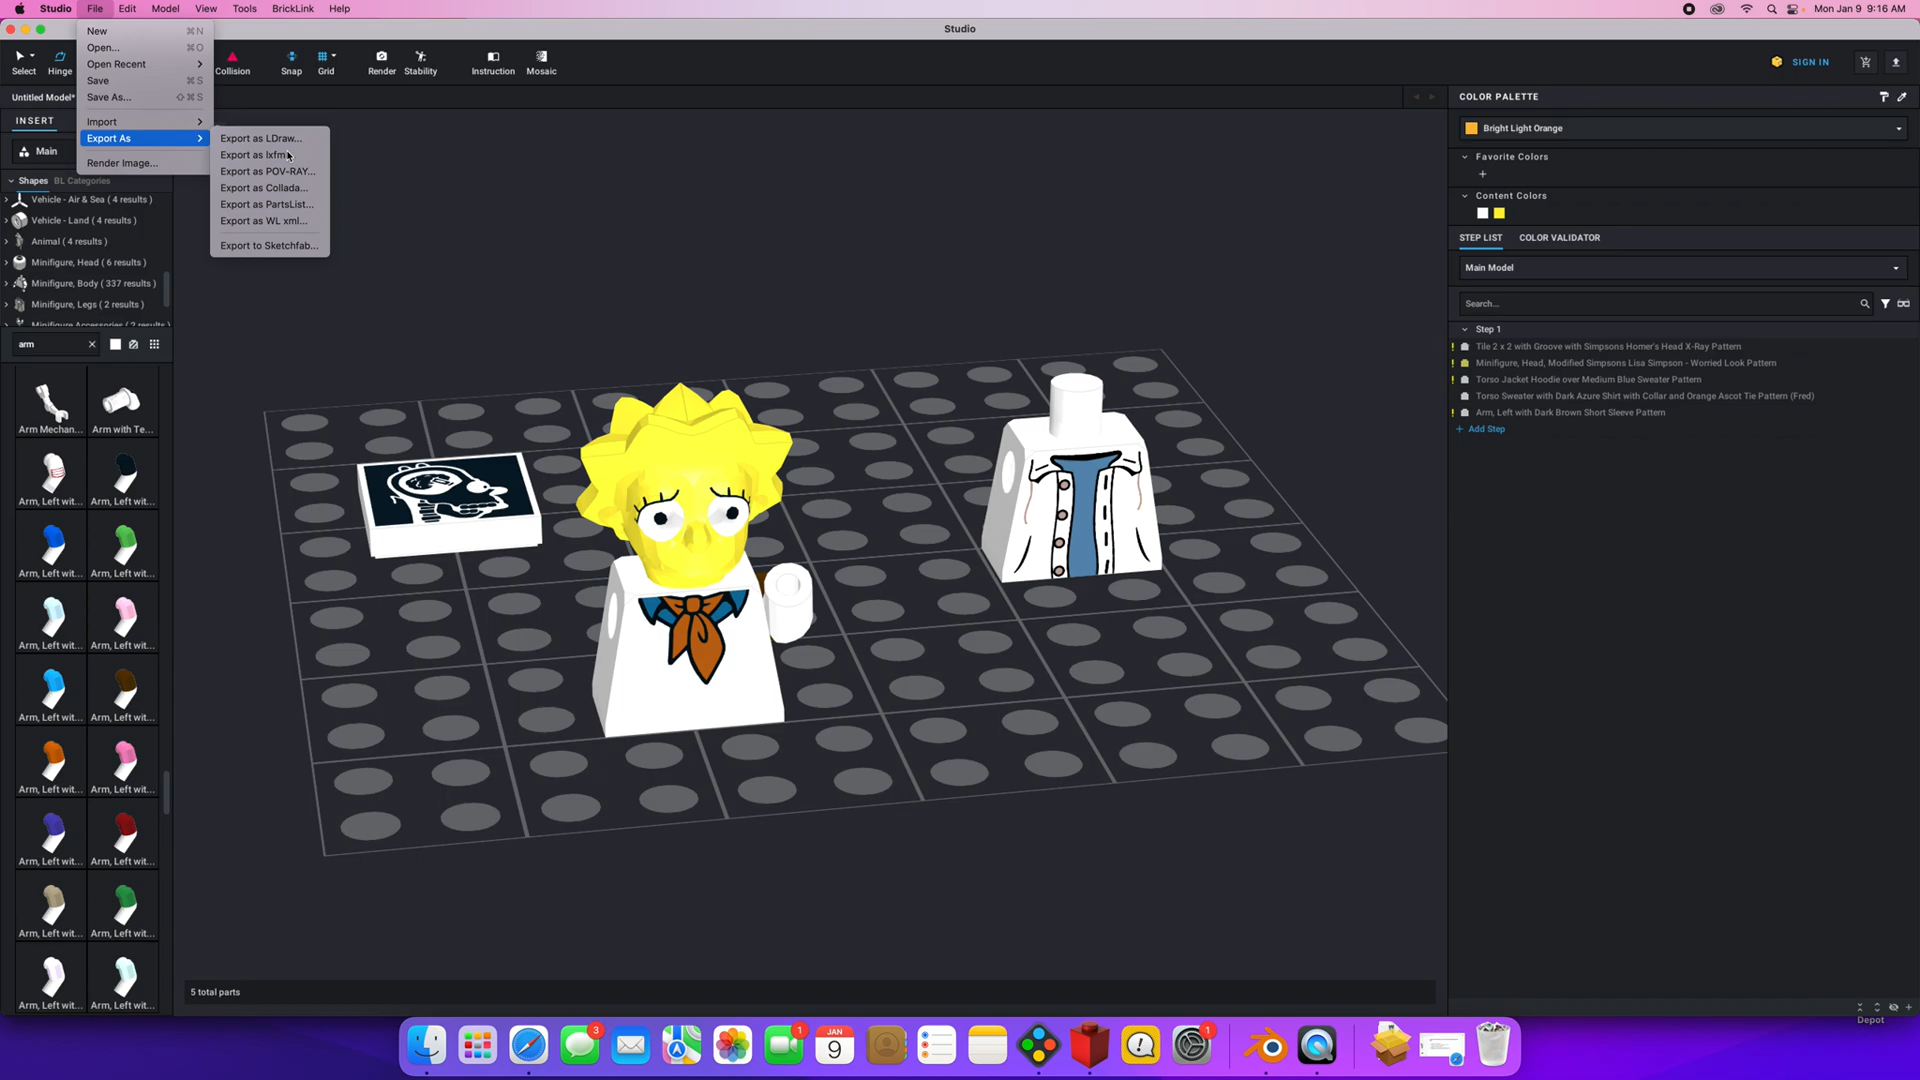 Studio File Edit Model View Tools BrickLink Help Mon Jan 9 9:16 AM
Studio
New ⌘N
Open... ⌘O
Open Recent
Save ⌘S
Save As... ⇧⌘S
Import
Export As
Render Image...
Export as LDraw...
Export as lxfml
Export as POV-RAY...
Export as Collada...
Export as PartsList...
Export as WL xml...
Export to Sketchfab...
Select Hinge Collision Snap Grid Render Stability Instruction Mosaic SIGN IN
Untitled Model*
INSERT
Main
Shapes BL Categories
Vehicle - Air & Sea ( 4 results )
Vehicle - Land ( 4 results )
Animal ( 4 results )
Minifigure, Head ( 6 results )
Minifigure, Body ( 337 results )
Minifigure, Legs ( 2 results )
Minifigure Accessories ( 2 results )
arm
Arm Mechan... Arm with Te...
Arm, Left wit... Arm, Left wit...
Arm, Left wit... Arm, Left wit...
Arm, Left wit... Arm, Left wit...
Arm, Left wit... Arm, Left wit...
Arm, Left wit... Arm, Left wit...
Arm, Left wit... Arm, Left wit...
Arm, Left wit... Arm, Left wit...
Arm, Left wit... Arm, Left wit...
5 total parts
COLOR PALETTE
Bright Light Orange
Favorite Colors
Content Colors
STEP LIST COLOR VALIDATOR
Main Model
Search...
Step 1
Tile 2 x 2 with Groove with Simpsons Homer's Head X-Ray Pattern
Minifigure, Head, Modified Simpsons Lisa Simpson - Worried Look Pattern
Torso Jacket Hoodie over Medium Blue Sweater Pattern
Torso Sweater with Dark Azure Shirt with Collar and Orange Ascot Tie Pattern (Fred)
Arm, Left with Dark Brown Short Sleeve Pattern
+ Add Step
Depot
3
1
JAN
9
1